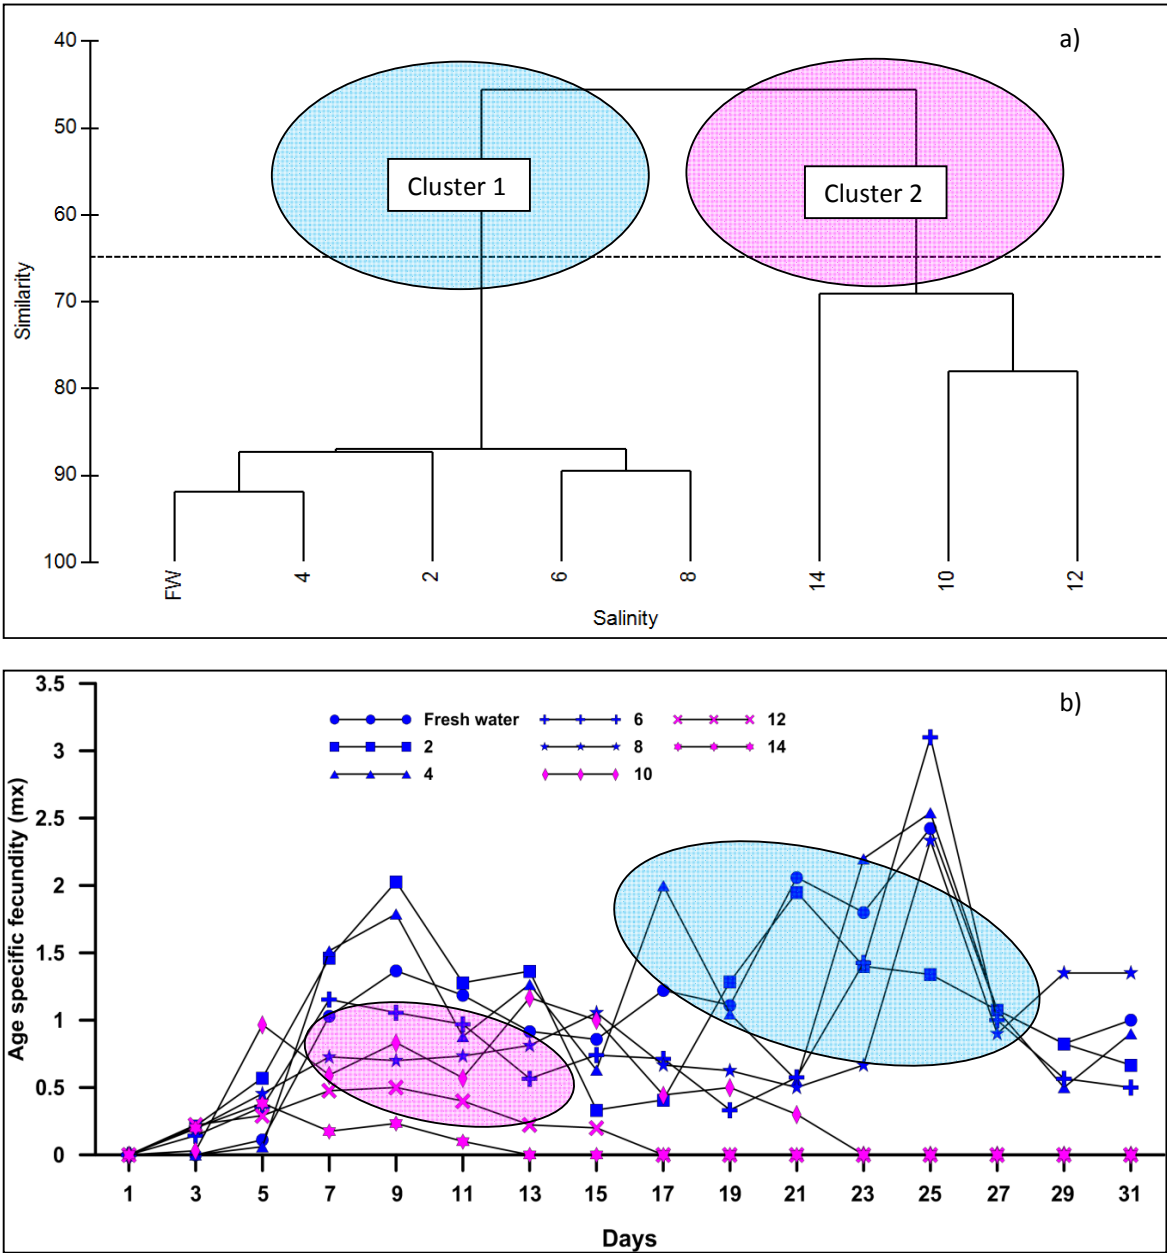 a)
40
50
60
70
80
90
100
Similarity
Cluster 1
Cluster 2
FW
4
2
6
8
14
10
12
Salinity
b)
3.5
3
2.5
2
1.5
1
0.5
0
Age specific fecundity (mx)
Fresh water
6
12
2
8
14
4
10
1 3 5 7 9 11 13 15 17 19 21 23 25 27 29 31
Days